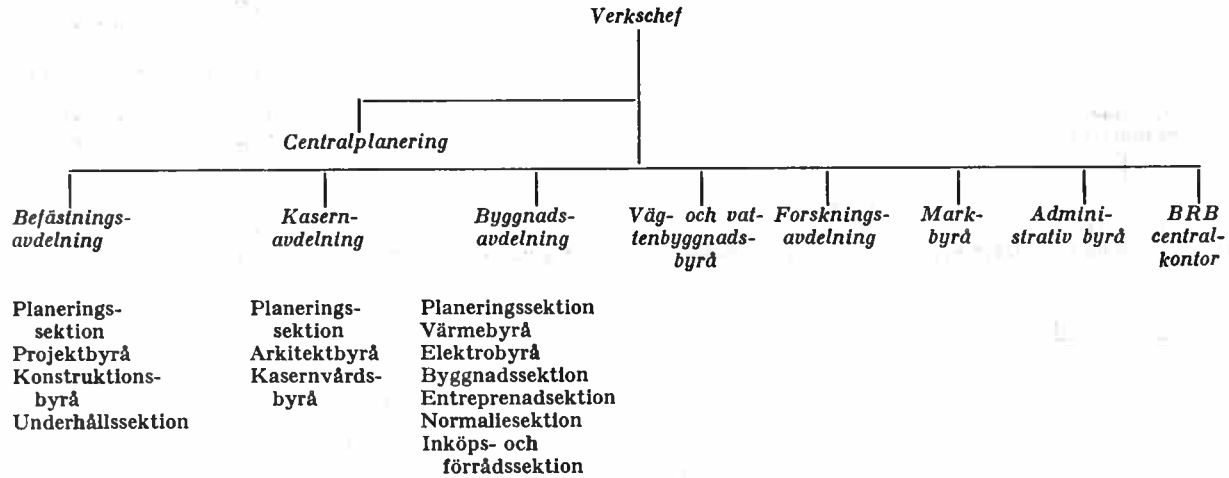 Verkschef
Centralplanering
Befästnings-
avdelning
Kasern-
avdelning
Byggnads-
avdelning
Väg- och vat-
tenbyggnads-
byrå
Forsknings-
avdelning
Mark-
byrå
Admini-
strativ byrå
BRB
central-
kontor
Planerings-
sektion
Projektbyrå
Konstruktions-
byrå
Underhållssektion
Planerings-
sektion
Arkitektbyrå
Kasernvårds-
byrå
Planeringssektion
Värmebyrå
Elektrobyrå
Byggnadssektion
Entreprenadsektion
Normaliesektion
Inköps- och
förrådssektion